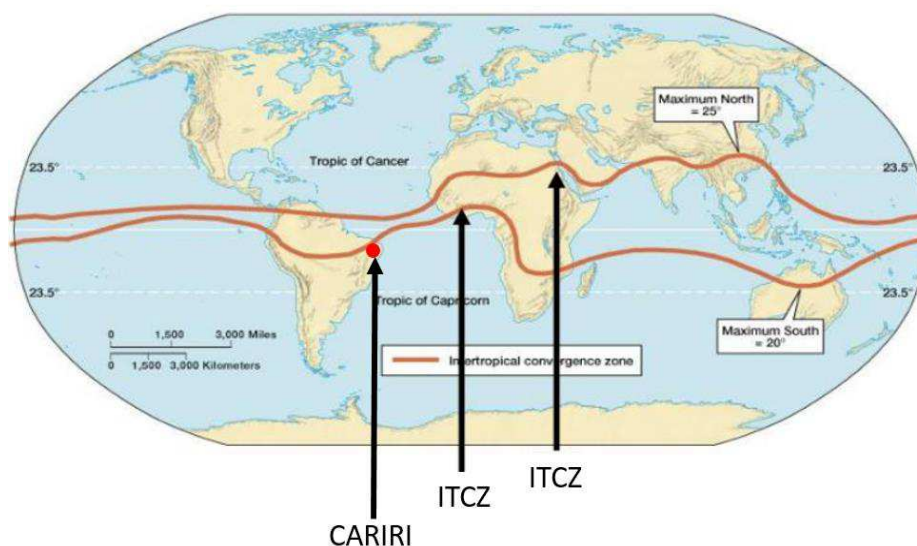 Maximum North
= 25°
23.5°
Tropic of Cancer
23.5°
23.5°
Tropic of Capricorn
23.5°
0 1,500 3,000 Miles
0 1,500 3,000 Kilometers
Intertropical convergence zone
Maximum South
= 20°
ITCZ
ITCZ
CARIRI